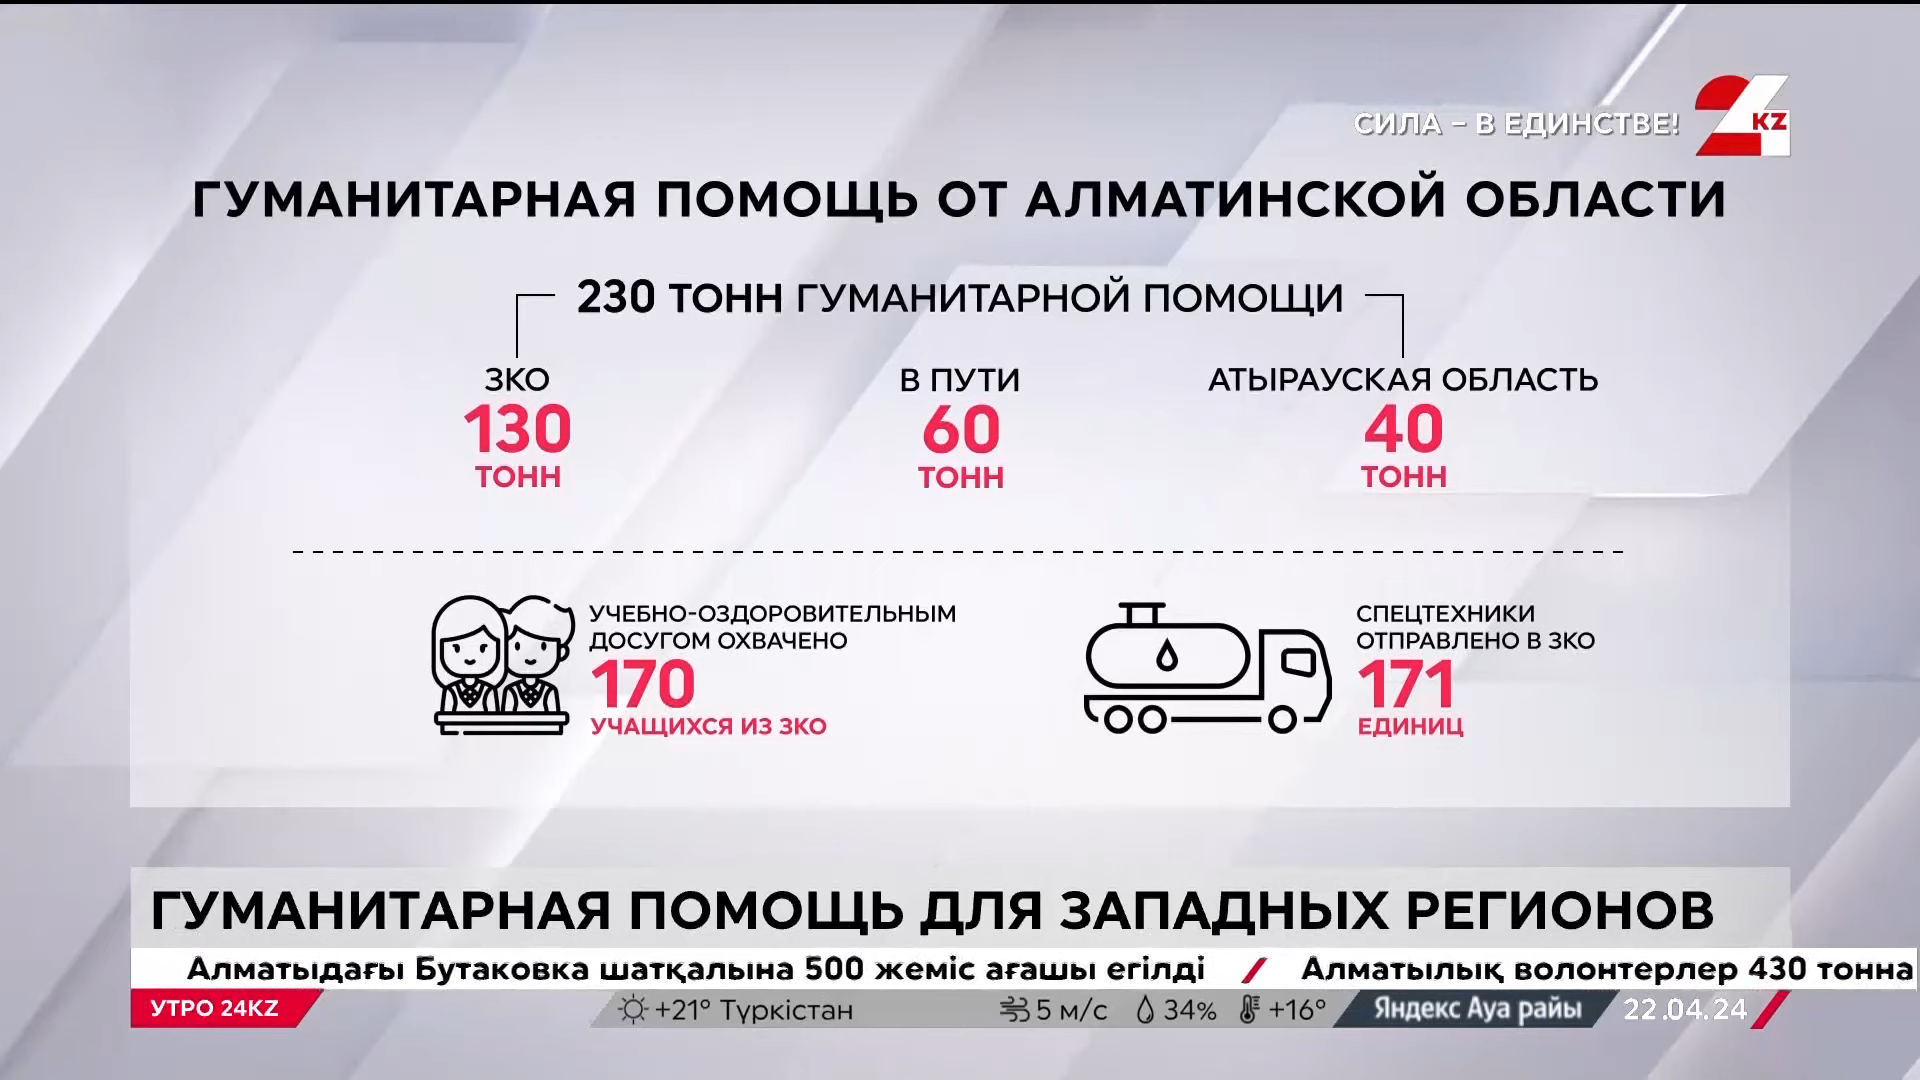 СИЛА – В ЕДИНСТВЕ!
24 KZ
ГУМАНИТАРНАЯ ПОМОЩЬ ОТ АЛМАТИНСКОЙ ОБЛАСТИ
230 ТОНН ГУМАНИТАРНОЙ ПОМОЩИ
ЗКО
130
ТОНН
В ПУТИ
60
ТОНН
АТЫРАУСКАЯ ОБЛАСТЬ
40
ТОНН
УЧЕБНО-ОЗДОРОВИТЕЛЬНЫМ
ДОСУГОМ ОХВАЧЕНО
170
УЧАЩИХСЯ ИЗ ЗКО
СПЕЦТЕХНИКИ
ОТПРАВЛЕНО В ЗКО
171
ЕДИНИЦ
ГУМАНИТАРНАЯ ПОМОЩЬ ДЛЯ ЗАПАДНЫХ РЕГИОНОВ
Алматыдағы Бутаковка шатқалына 500 жеміс ағашы егілді / Алматылық волонтерлер 430 тонна
УТРО 24KZ
+21° Түркістан
5 м/с 34% +16°
Яндекс Ауа райы
22.04.24